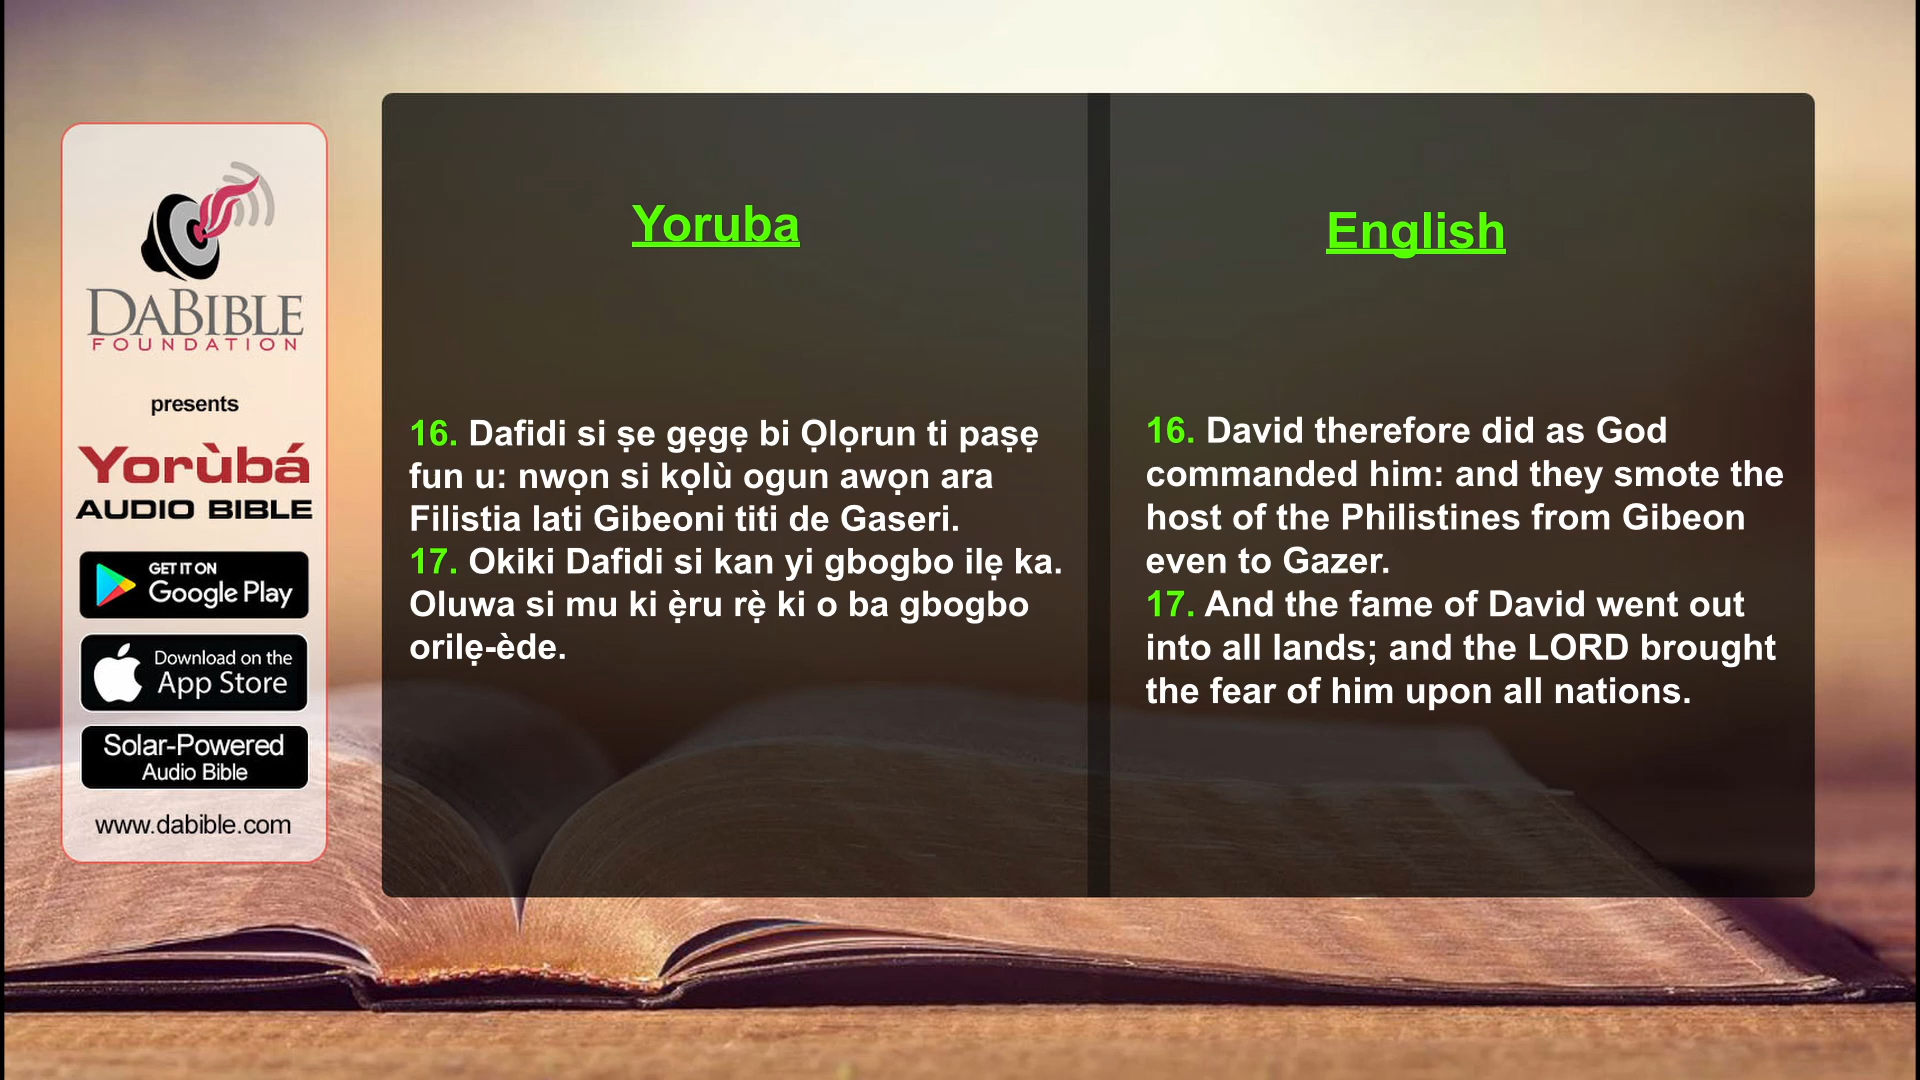 DABIBLE
FOUNDATION
presents
Yorùbá
AUDIO BIBLE
GET IT ON
Google Play
Download on the
App Store
Solar-Powered
Audio Bible
www.dabible.com
Yoruba
16. Dafidi si ṣe gẹgẹ bi Ọlọrun ti paṣẹ
fun u: nwọn si kọlù ogun awọn ara
Filistia lati Gibeoni titi de Gaseri.
17. Okiki Dafidi si kan yi gbogbo ilẹ ka.
Oluwa si mu ki ẹ̀ru rẹ̀ ki o ba gbogbo
orilẹ-ède.
English
16. David therefore did as God
commanded him: and they smote the
host of the Philistines from Gibeon
even to Gazer.
17. And the fame of David went out
into all lands; and the LORD brought
the fear of him upon all nations.